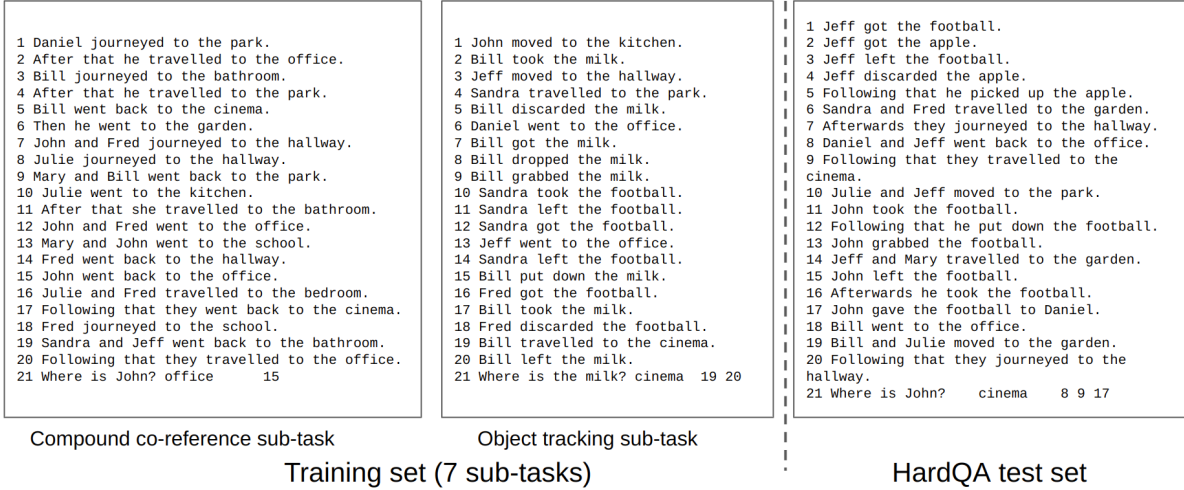 1 Daniel journeyed to the park.
2 After that he travelled to the office.
3 Bill journeyed to the bathroom.
4 After that he travelled to the park.
5 Bill went back to the cinema.
6 Then he went to the garden.
7 John and Fred journeyed to the hallway.
8 Julie journeyed to the hallway.
9 Mary and Bill went back to the park.
10 Julie went to the kitchen.
11 After that she travelled to the bathroom.
12 John and Fred went to the office.
13 Mary and John went to the school.
14 Fred went back to the hallway.
15 John went back to the office.
16 Julie and Fred travelled to the bedroom.
17 Following that they went back to the cinema.
18 Fred journeyed to the school.
19 Sandra and Jeff went back to the bathroom.
20 Following that they travelled to the office.
21 Where is John? office 15
Compound co-reference sub-task
1 John moved to the kitchen.
2 Bill took the milk.
3 Jeff moved to the hallway.
4 Sandra travelled to the park.
5 Bill discarded the milk.
6 Daniel went to the office.
7 Bill got the milk.
8 Bill dropped the milk.
9 Bill grabbed the milk.
10 Sandra took the football.
11 Sandra left the football.
12 Sandra got the football.
13 Jeff went to the office.
14 Sandra left the football.
15 Bill put down the milk.
16 Fred got the football.
17 Bill took the milk.
18 Fred discarded the football.
19 Bill travelled to the cinema.
20 Bill left the milk.
21 Where is the milk? cinema 19 20
Object tracking sub-task
Training set (7 sub-tasks)
1 Jeff got the football.
2 Jeff got the apple.
3 Jeff left the football.
4 Jeff discarded the apple.
5 Following that he picked up the apple.
6 Sandra and Fred travelled to the garden.
7 Afterwards they journeyed to the hallway.
8 Daniel and Jeff went back to the office.
9 Following that they travelled to the
cinema.
10 Julie and Jeff moved to the park.
11 John took the football.
12 Following that he put down the football.
13 John grabbed the football.
14 Jeff and Mary travelled to the garden.
15 John left the football.
16 Afterwards he took the football.
17 John gave the football to Daniel.
18 Bill went to the office.
19 Bill and Julie moved to the garden.
20 Following that they journeyed to the
hallway.
21 Where is John? cinema 8 9 17
HardQA test set